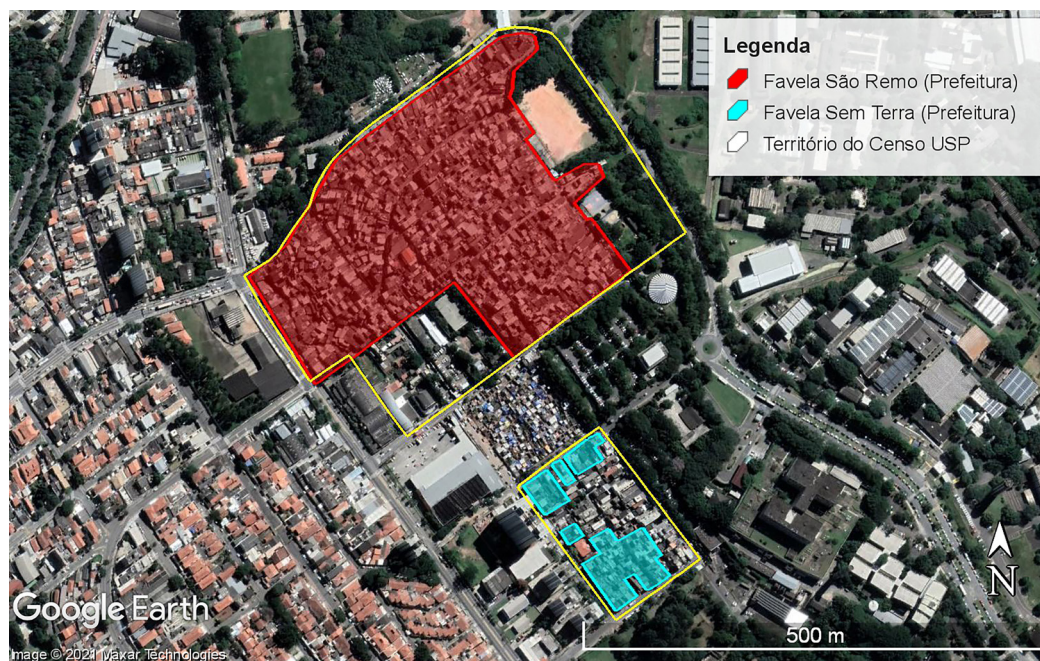 Legenda
Favela São Remo (Prefeitura)
Favela Sem Terra (Prefeitura)
Território do Censo USP
N
Google Earth
500 m
Image © 2021 Maxar Technologies